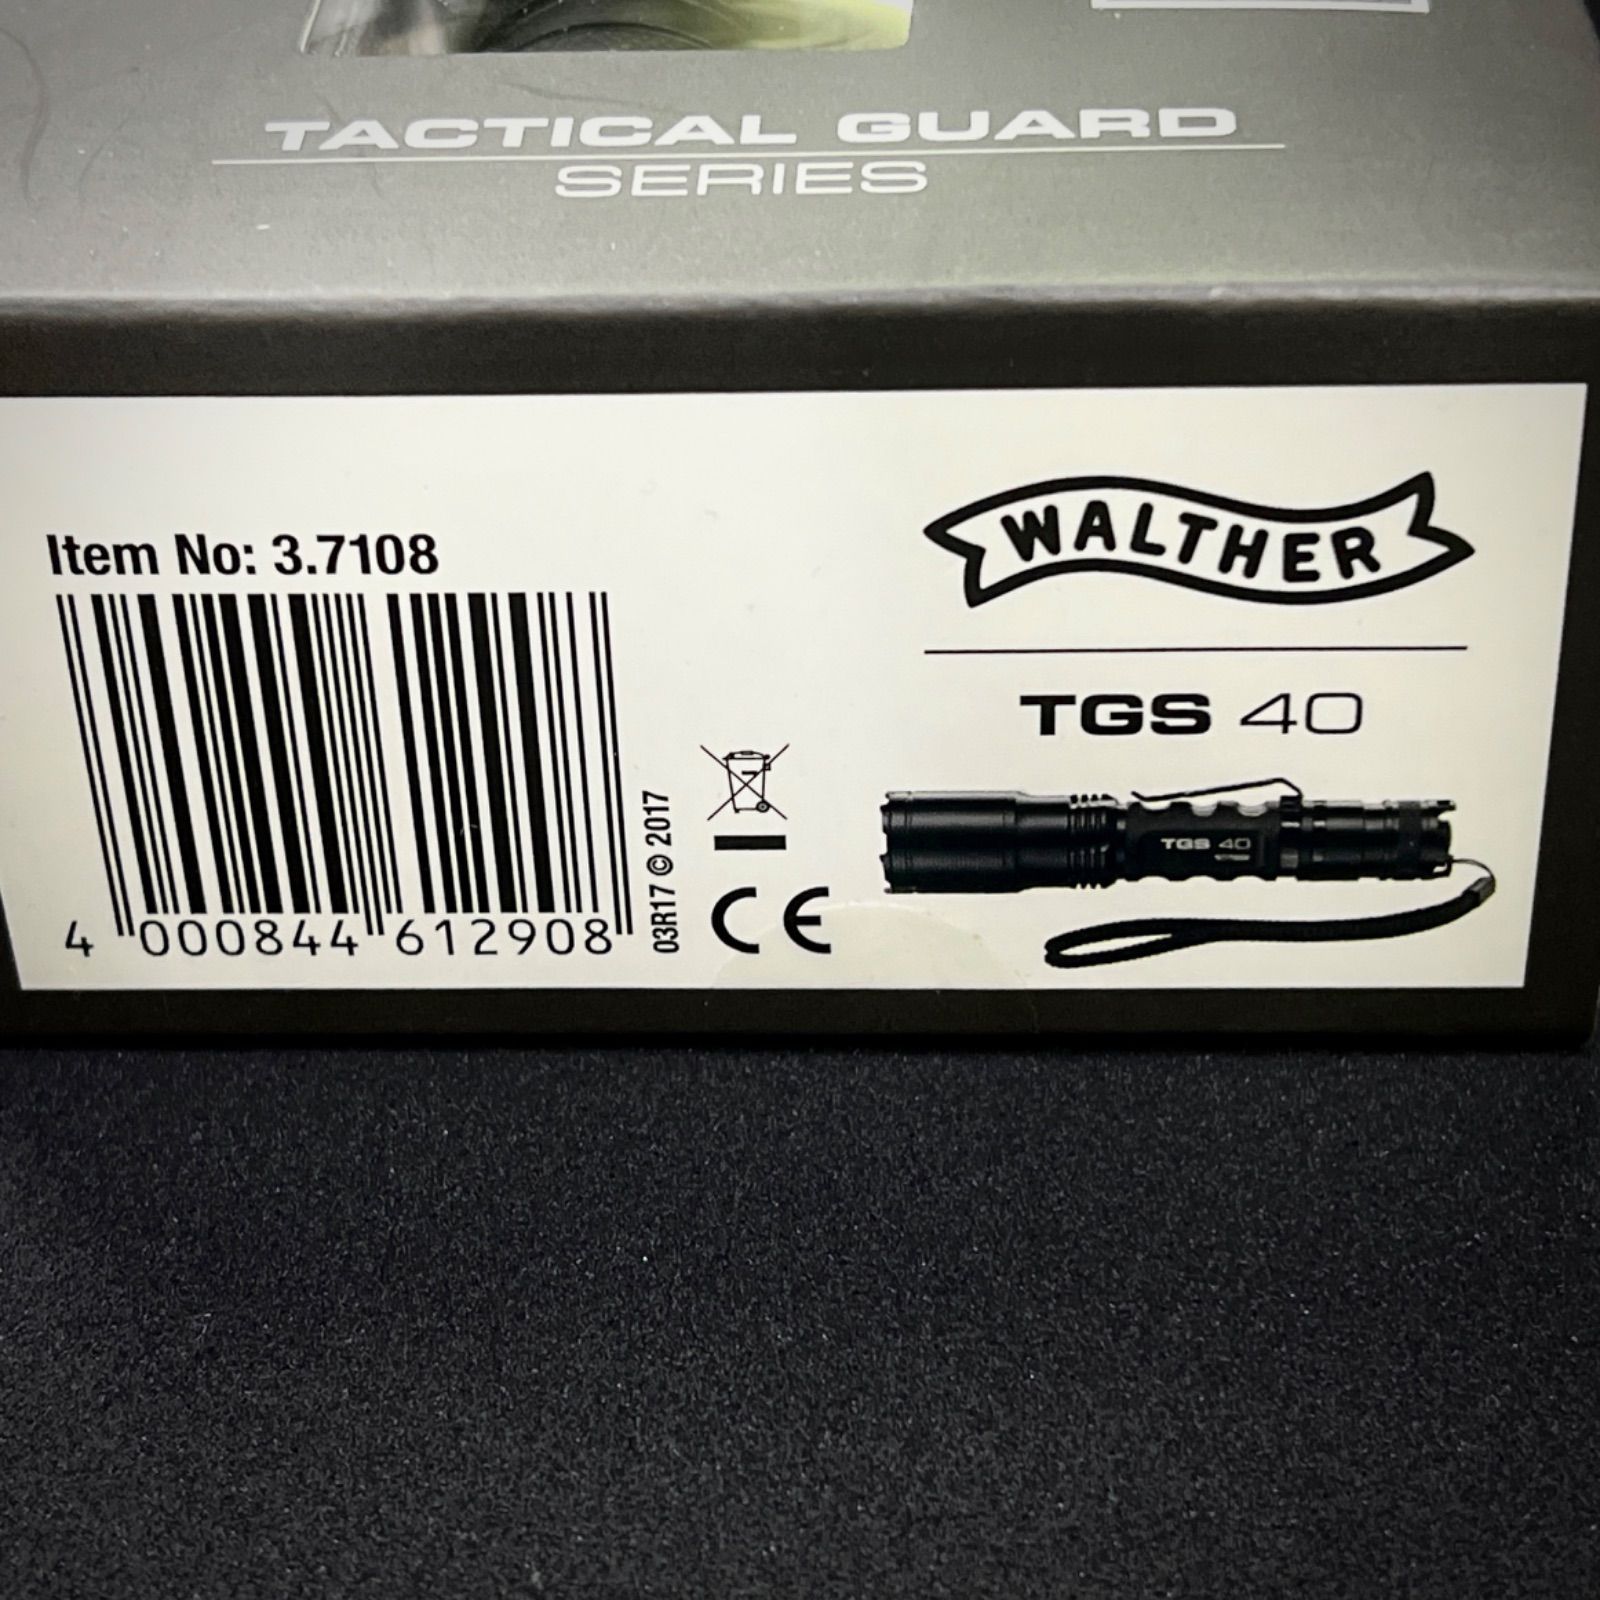 TACTICAL GUARD
SERIES
Item No: 3.7108
4 000844 612908
03R17 © 2017
CE
WALTHER
TGS 40
TGS 40